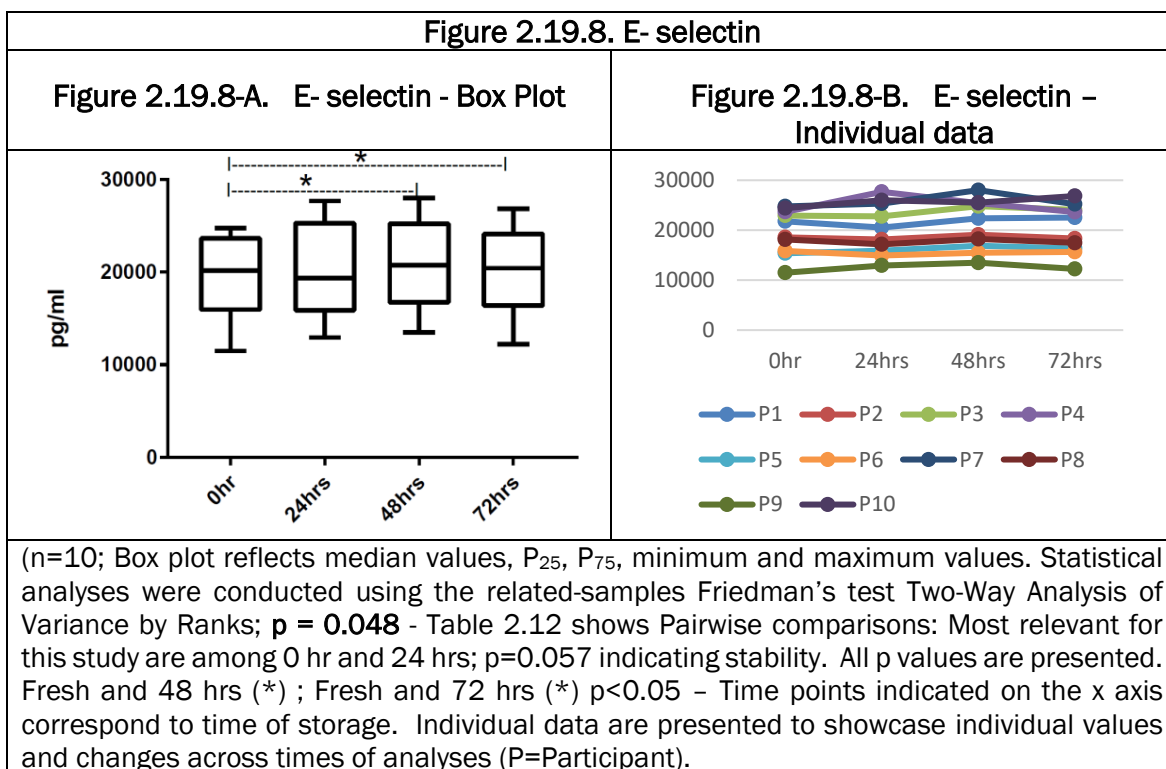 Figure 2.19.8. E- selectin
Figure 2.19.8-A. E- selectin - Box Plot
Figure 2.19.8-B. E- selectin –
Individual data
*
*
30000
20000
10000
0
pg/ml
0hr
24hrs
48hrs
72hrs
30000
20000
10000
0
0hr 24hrs 48hrs 72hrs
P1 P2 P3 P4
P5 P6 P7 P8
P9 P10
(n=10; Box plot reflects median values, P25, P75, minimum and maximum values. Statistical
analyses were conducted using the related-samples Friedman's test Two-Way Analysis of
Variance by Ranks; p = 0.048 - Table 2.12 shows Pairwise comparisons: Most relevant for
this study are among 0 hr and 24 hrs; p=0.057 indicating stability. All p values are presented.
Fresh and 48 hrs (*) ; Fresh and 72 hrs (*) p<0.05 – Time points indicated on the x axis
correspond to time of storage. Individual data are presented to showcase individual values
and changes across times of analyses (P=Participant).